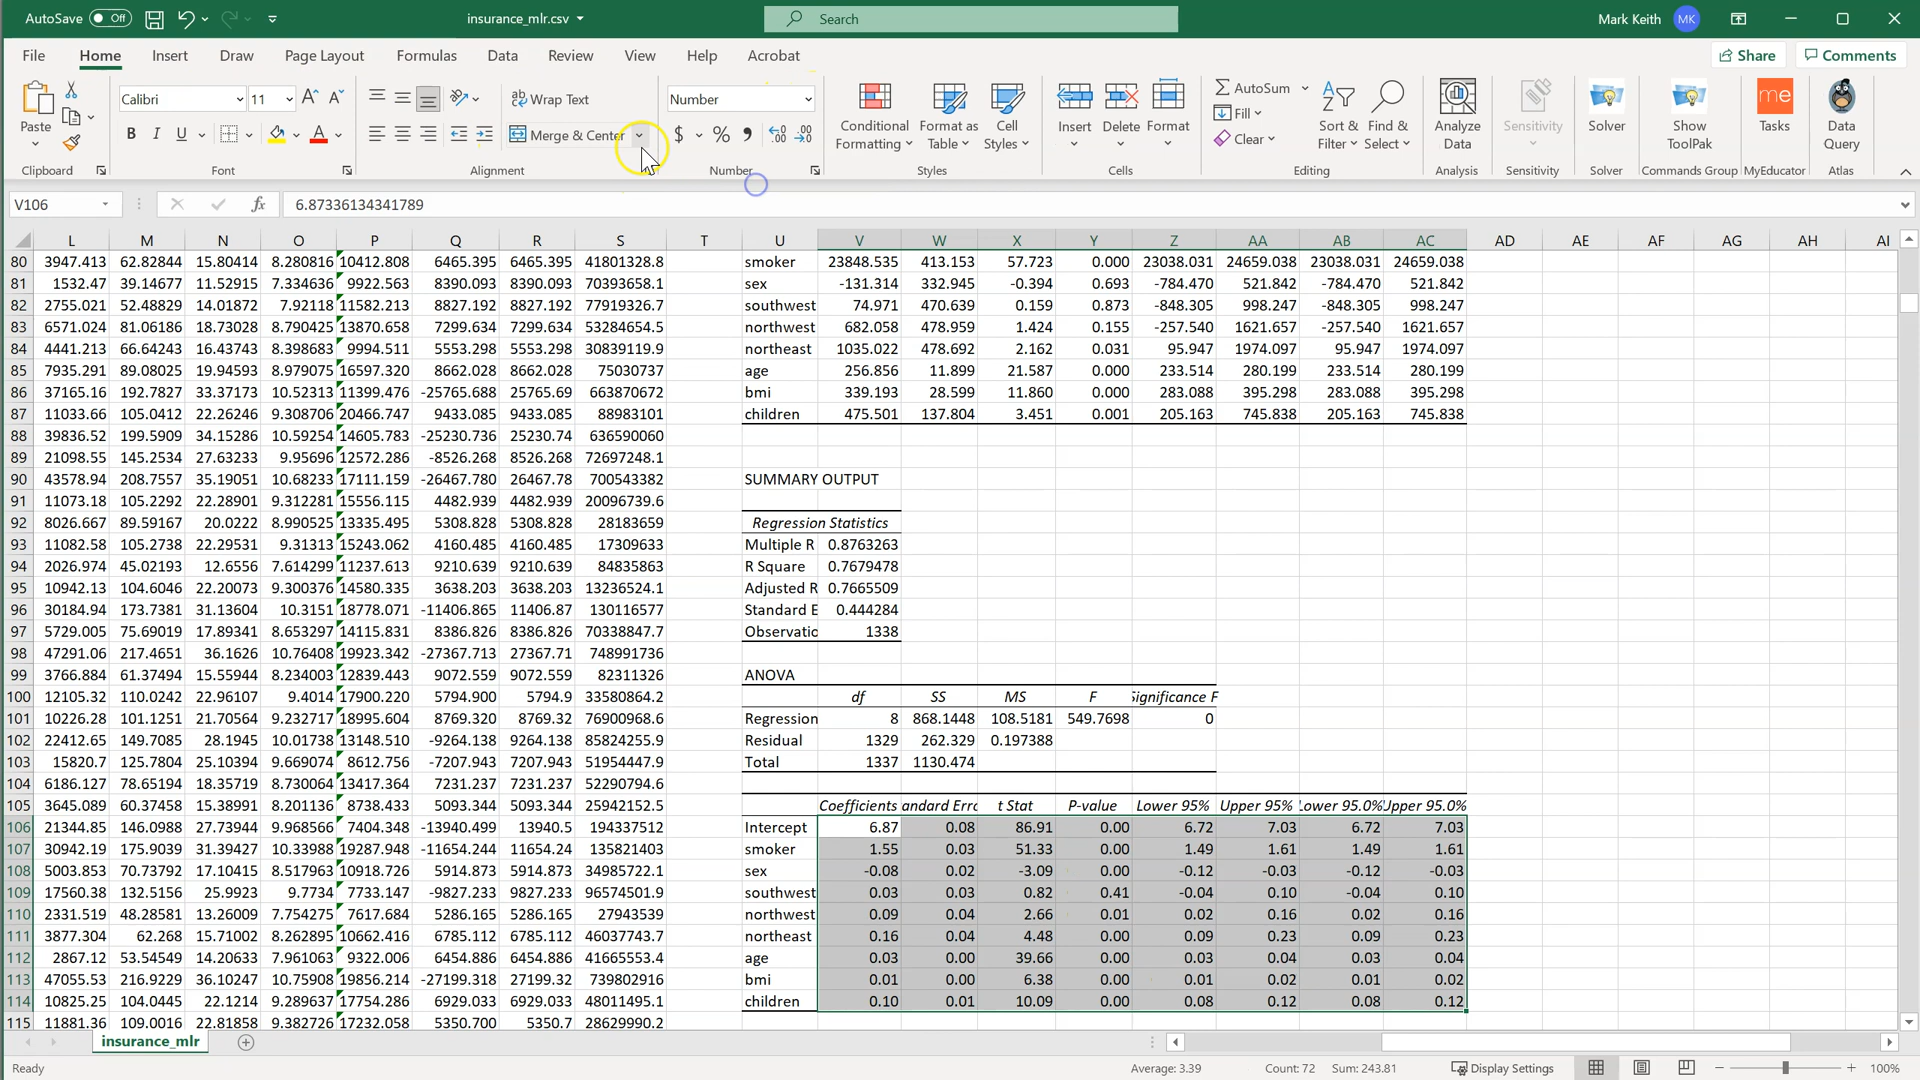 AutoSave Off insurance_mlr.csv Search Mark Keith MK
File Home Insert Draw Page Layout Formulas Data Review View Help Acrobat Share Comments
Calibri 11 Wrap Text Number AutoSum
Paste Merge & Center $ % Conditional Formatting Format as Table Cell Styles Insert Delete Format Fill Clear Sort & Filter Find & Select Analyze Data Sensitivity Solver Show ToolPak Tasks Data Query
Clipboard Font Alignment Number Styles Cells Editing Analysis Sensitivity Solver Commands Group MyEducator Atlas
V106 fx 6.87336134341789
L M N O P Q R S T U V W X Y Z AA AB AC AD AE AF AG AH AI
80 3947.413 62.82844 15.80414 8.280816 10412.808 6465.395 6465.395 41801328.8 smoker 23848.535 413.153 57.723 0.000 23038.031 24659.038 23038.031 24659.038
81 1532.47 39.14677 11.52915 7.334636 9922.563 8390.093 8390.093 70393658.1 sex -131.314 332.945 -0.394 0.693 -784.470 521.842 -784.470 521.842
82 2755.021 52.48829 14.01872 7.92118 11582.213 8827.192 8827.192 77919326.7 southwest 74.971 470.639 0.159 0.873 -848.305 998.247 -848.305 998.247
83 6571.024 81.06186 18.73028 8.790425 13870.658 7299.634 7299.634 53284654.5 northwest 682.058 478.959 1.424 0.155 -257.540 1621.657 -257.540 1621.657
84 4441.213 66.64243 16.43743 8.398683 9994.511 5553.298 5553.298 30839119.9 northeast 1035.022 478.692 2.162 0.031 95.947 1974.097 95.947 1974.097
85 7935.291 89.08025 19.94593 8.979075 16597.320 8662.028 8662.028 75030737 age 256.856 11.899 21.587 0.000 233.514 280.199 233.514 280.199
86 37165.16 192.7827 33.37173 10.52313 11399.476 -25765.688 25765.69 663870672 bmi 339.193 28.599 11.860 0.000 283.088 395.298 283.088 395.298
87 11033.66 105.0412 22.26246 9.308706 20466.747 9433.085 9433.085 88983101 children 475.501 137.804 3.451 0.001 205.163 745.838 205.163 745.838
88 39836.52 199.5909 34.15286 10.59254 14605.783 -25230.736 25230.74 636590060
89 21098.55 145.2534 27.63233 9.95696 12572.286 -8526.268 8526.268 72697248.1
90 43578.94 208.7557 35.19051 10.68233 17111.159 -26467.780 26467.78 700543382 SUMMARY OUTPUT
91 11073.18 105.2292 22.28901 9.312281 15556.115 4482.939 4482.939 20096739.6
92 8026.667 89.59167 20.0222 8.990525 13335.495 5308.828 5308.828 28183659 Regression Statistics
93 11082.58 105.2738 22.29531 9.31313 15243.062 4160.485 4160.485 17309633 Multiple R 0.8763263
94 2026.974 45.02193 12.6556 7.614299 11237.613 9210.639 9210.639 84835863 R Square 0.7679478
95 10942.13 104.6046 22.20073 9.300376 14580.335 3638.203 3638.203 13236524.1 Adjusted R 0.7665509
96 30184.94 173.7381 31.13604 10.3151 18778.071 -11406.865 11406.87 130116577 Standard E 0.444284
97 5729.005 75.69019 17.89341 8.653297 14115.831 8386.826 8386.826 70338847.7 Observatio 1338
98 47291.06 217.4651 36.1626 10.76408 19923.342 -27367.713 27367.71 748991736
99 3766.884 61.37494 15.55944 8.234003 12839.443 9072.559 9072.559 82311326 ANOVA
100 12105.32 110.0242 22.96107 9.4014 17900.220 5794.900 5794.9 33580864.2 df SS MS F ignificance F
101 10226.28 101.1251 21.70564 9.232717 18995.604 8769.320 8769.32 76900968.6 Regression 8 868.1448 108.5181 549.7698 0
102 22412.65 149.7085 28.1945 10.01738 13148.510 -9264.138 9264.138 85824255.9 Residual 1329 262.329 0.197388
103 15820.7 125.7804 25.10394 9.669074 8612.756 -7207.943 7207.943 51954447.9 Total 1337 1130.474
104 6186.127 78.65194 18.35719 8.730064 13417.364 7231.237 7231.237 52290794.6
105 3645.089 60.37458 15.38991 8.201136 8738.433 5093.344 5093.344 25942152.5 Coefficients andard Erro t Stat P-value Lower 95% Upper 95% Lower 95.0% Upper 95.0%
106 21344.85 146.0988 27.73944 9.968566 7404.348 -13940.499 13940.5 194337512 Intercept 6.87 0.08 86.91 0.00 6.72 7.03 6.72 7.03
107 30942.19 175.9039 31.39427 10.33988 19287.948 -11654.244 11654.24 135821403 smoker 1.55 0.03 51.33 0.00 1.49 1.61 1.49 1.61
108 5003.853 70.73792 17.10415 8.517963 10918.726 5914.873 5914.873 34985722.1 sex -0.08 0.02 -3.09 0.00 -0.12 -0.03 -0.12 -0.03
109 17560.38 132.5156 25.9923 9.7734 7733.147 -9827.233 9827.233 96574501.9 southwest 0.03 0.03 0.82 0.41 -0.04 0.10 -0.04 0.10
110 2331.519 48.28581 13.26009 7.754275 7617.684 5286.165 5286.165 27943539 northwest 0.09 0.04 2.66 0.01 0.02 0.16 0.02 0.16
111 3877.304 62.268 15.71002 8.262895 10662.416 6785.112 6785.112 46037743.7 northeast 0.16 0.04 4.48 0.00 0.09 0.23 0.09 0.23
112 2867.12 53.54549 14.20633 7.961063 9322.006 6454.886 6454.886 41665553.4 age 0.03 0.00 39.66 0.00 0.03 0.04 0.03 0.04
113 47055.53 216.9229 36.10247 10.75908 19856.214 -27199.318 27199.32 739802916 bmi 0.01 0.00 6.38 0.00 0.01 0.02 0.01 0.02
114 10825.25 104.0445 22.1214 9.289637 17754.286 6929.033 6929.033 48011495.1 children 0.10 0.01 10.09 0.00 0.08 0.12 0.08 0.12
115 11881.36 109.0016 22.81858 9.382726 17232.058 5350.700 5350.7 28629990.2
insurance_mlr
Ready Average: 3.39 Count: 72 Sum: 243.81 Display Settings 100%